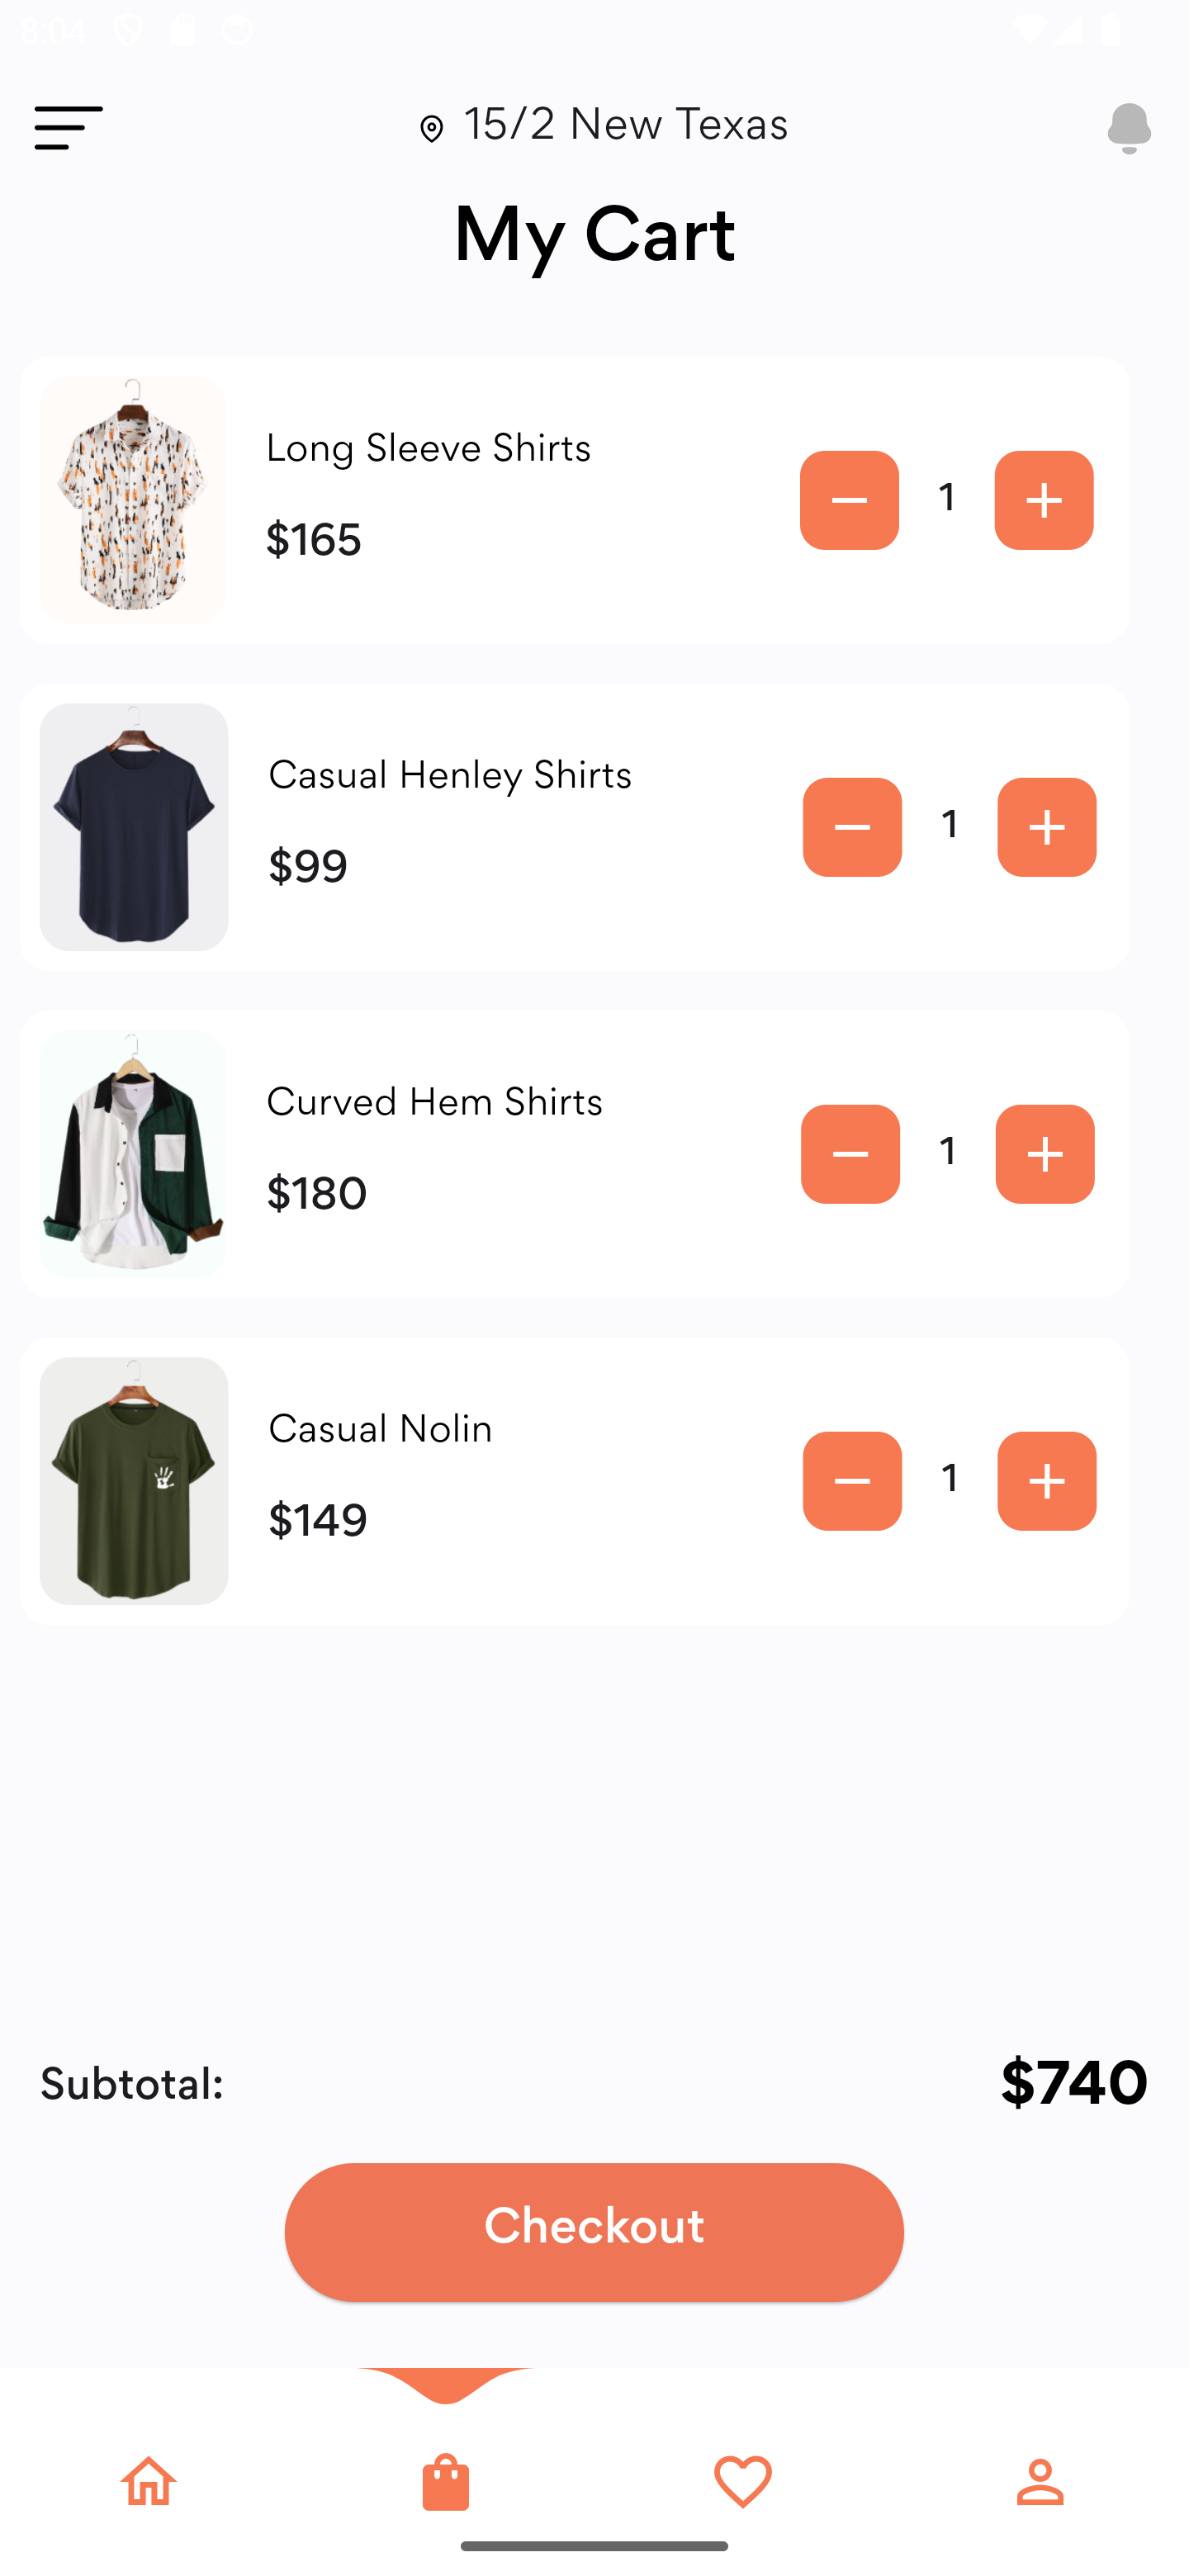 8:04
15/2 New Texas
My Cart
Long Sleeve Shirts
$165
1
Casual Henley Shirts
$99
1
Curved Hem Shirts
$180
1
Casual Nolin
$149
1
Subtotal:
$740
Checkout